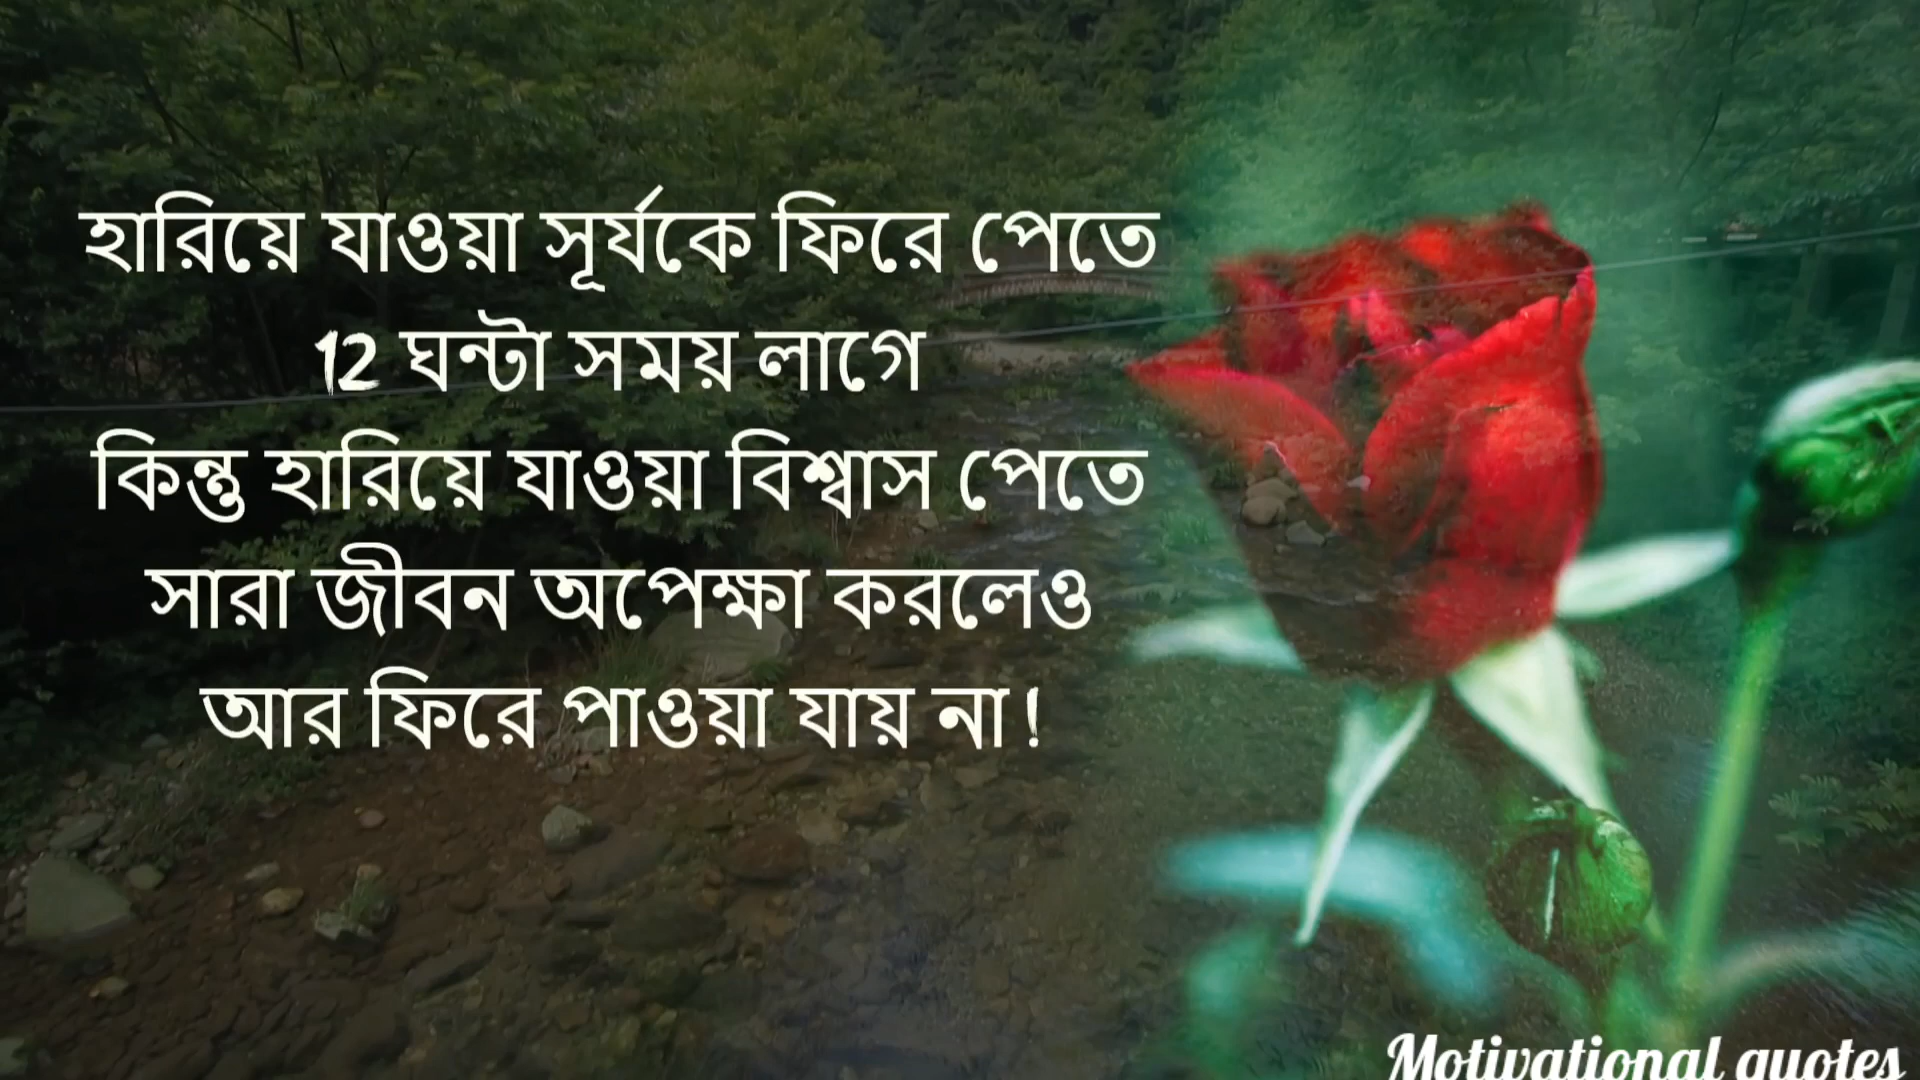 হারিয়ে যাওয়া সূর্যকে ফিরে পেতে
12 ঘন্টা সময় লাগে
কিন্তু হারিয়ে যাওয়া বিশ্বাস পেতে
সারা জীবন অপেক্ষা করলেও
আর ফিরে পাওয়া যায় না !
Motivational quotes